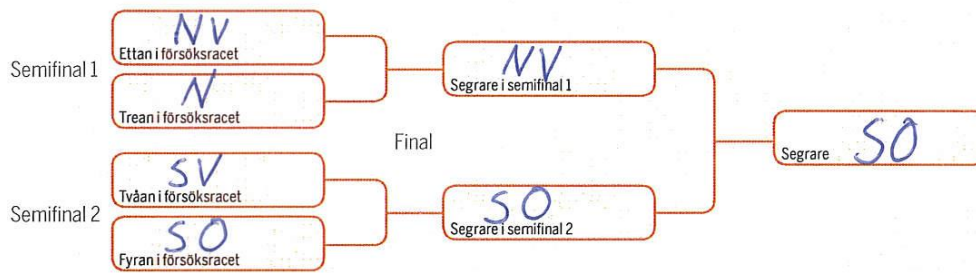 NV
Ettan i försöksracet
Semifinal 1
N
Trean i försöksracet
NV
Segrare i semifinal 1
Final
SO
Segrare
SV
Tvåan i försöksracet
Semifinal 2
SO
Fyran i försöksracet
SO
Segrare i semifinal 2